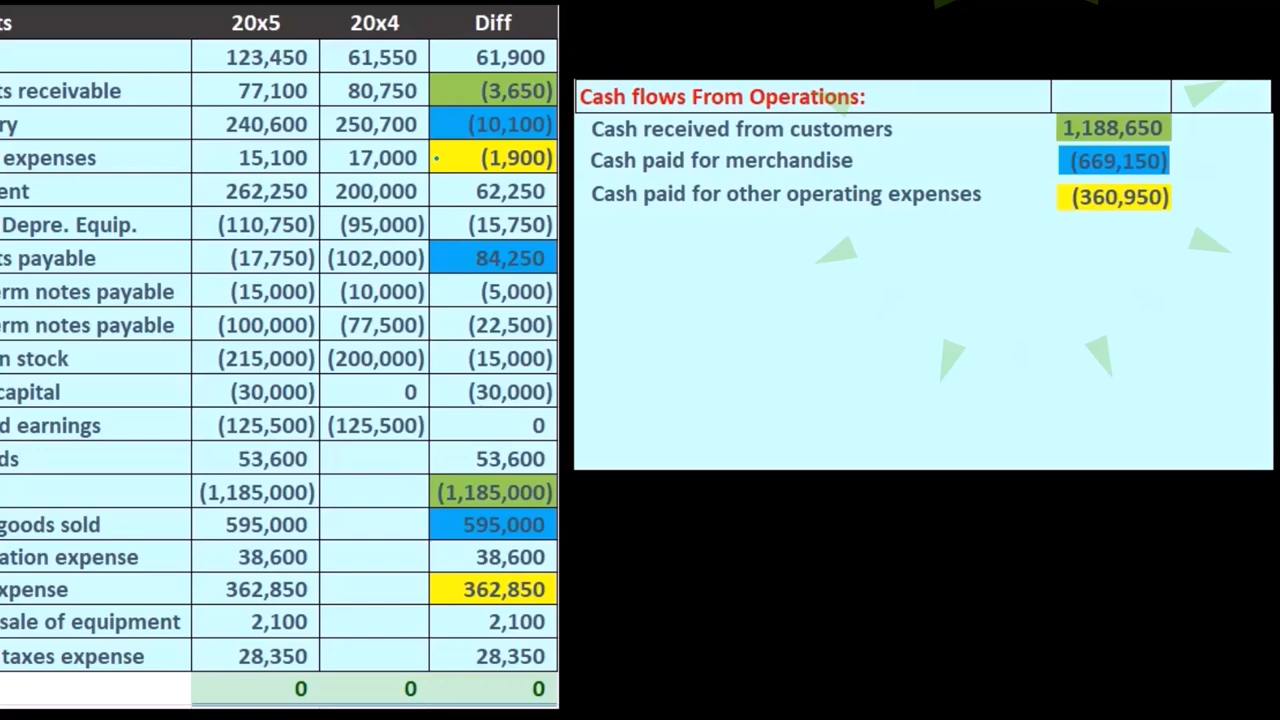 ts 20x5 20x4 Diff
123,450 61,550 61,900
ts receivable 77,100 80,750 (3,650)
ry 240,600 250,700 (10,100)
expenses 15,100 17,000 (1,900)
ent 262,250 200,000 62,250
Depre. Equip. (110,750) (95,000) (15,750)
ts payable (17,750) (102,000) 84,250
erm notes payable (15,000) (10,000) (5,000)
erm notes payable (100,000) (77,500) (22,500)
n stock (215,000) (200,000) (15,000)
capital (30,000) 0 (30,000)
d earnings (125,500) (125,500) 0
ds 53,600 53,600
(1,185,000) (1,185,000)
goods sold 595,000 595,000
ation expense 38,600 38,600
xpense 362,850 362,850
sale of equipment 2,100 2,100
taxes expense 28,350 28,350
0 0 0
Cash flows From Operations:
Cash received from customers 1,188,650
Cash paid for merchandise (669,150)
Cash paid for other operating expenses (360,950)